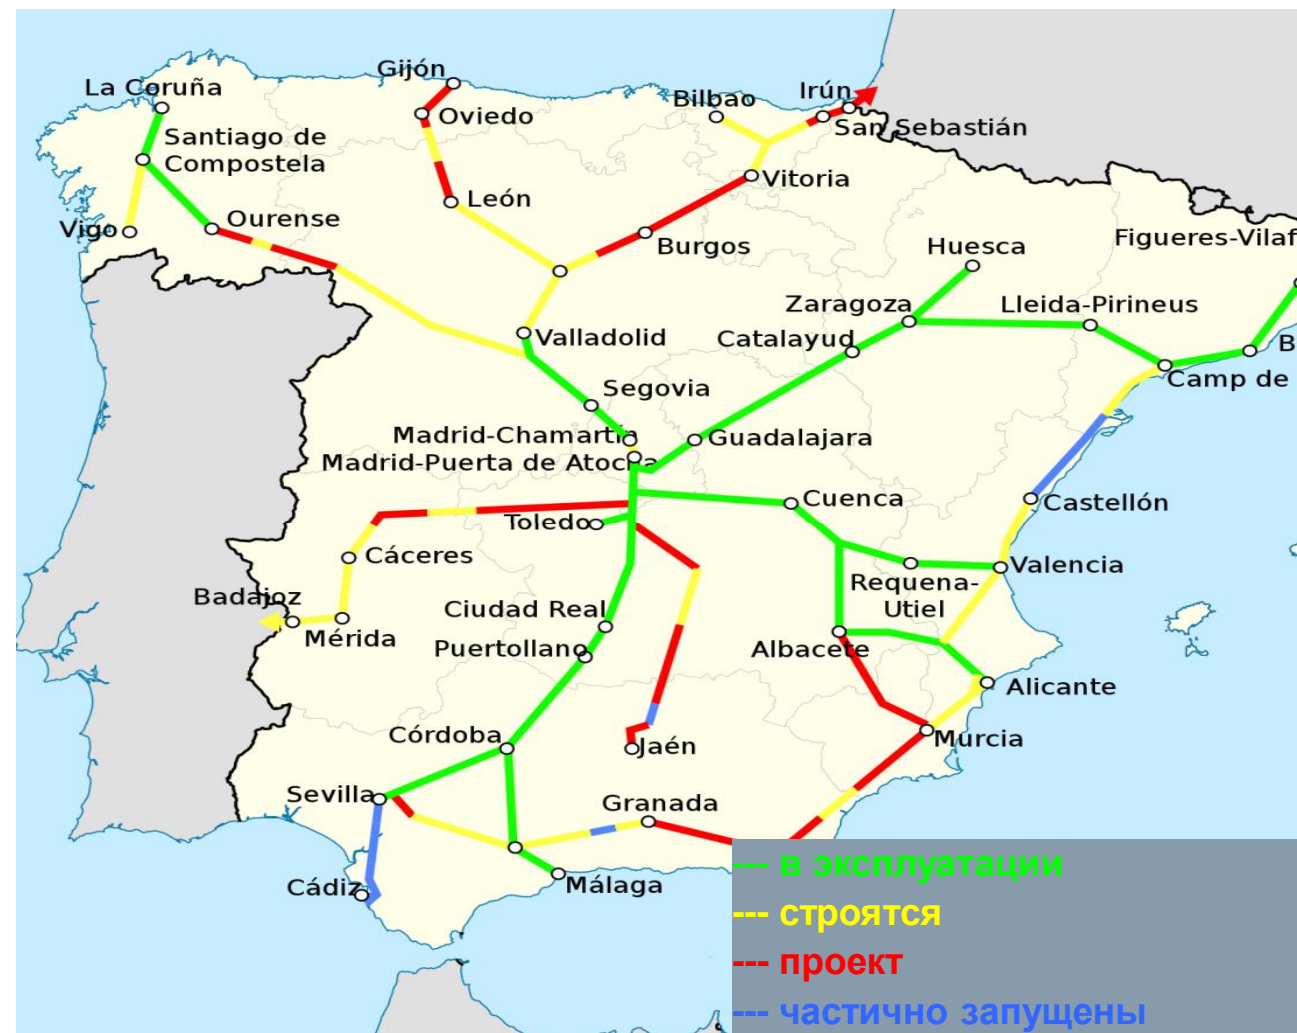 Gijón
La Coruña
Oviedo
Bilbao
Irún
San Sebastián
Santiago de
Compostela
Vitoria
León
Vigo
Ourense
Burgos
Huesca
Figueres-Vilaf
Zaragoza
Lleida-Pirineus
Valladolid
Catalayud
B
Camp de
Segovia
Madrid-Chamartín
Guadalajara
Madrid-Puerta de Atocha
Cuenca
Castellón
Toledo
Cáceres
Valencia
Requena-
Utiel
Badajoz
Ciudad Real
Mérida
Puertollano
Albacete
Alicante
Córdoba
Jaén
Murcia
Sevilla
Granada
Cádiz
Málaga
--- в эксплуатации
--- строятся
--- проект
--- частично запущены